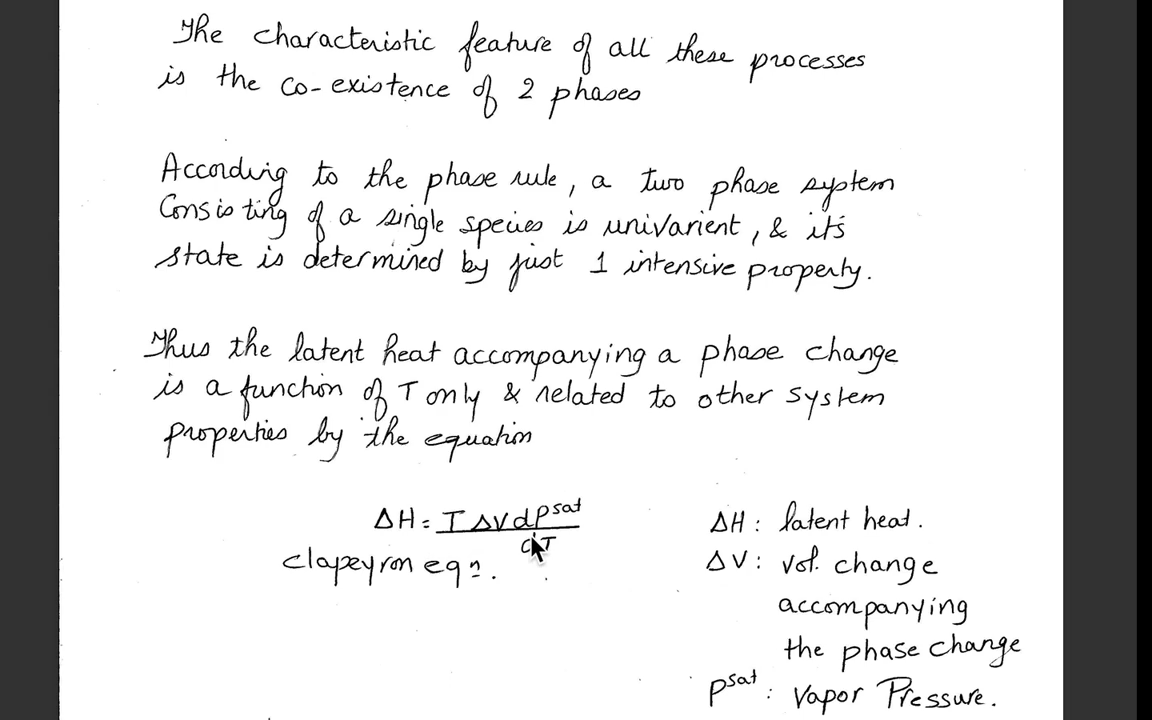 The characteristic feature of all these processes
is the co-existence of 2 phases
According to the phase rule, a two phase system
Consisting of a single species is univarient, & it's
state is determined by just 1 intensive property.
Thus the latent heat accompanying a phase change
is a function of T only & related to other system
properties by the equation
ΔH = T ΔV dP^sat
dT
clapeyron eqn.
ΔH : latent heat.
ΔV : vol. change
accompanying
the phase change
P^sat : Vapor Pressure.